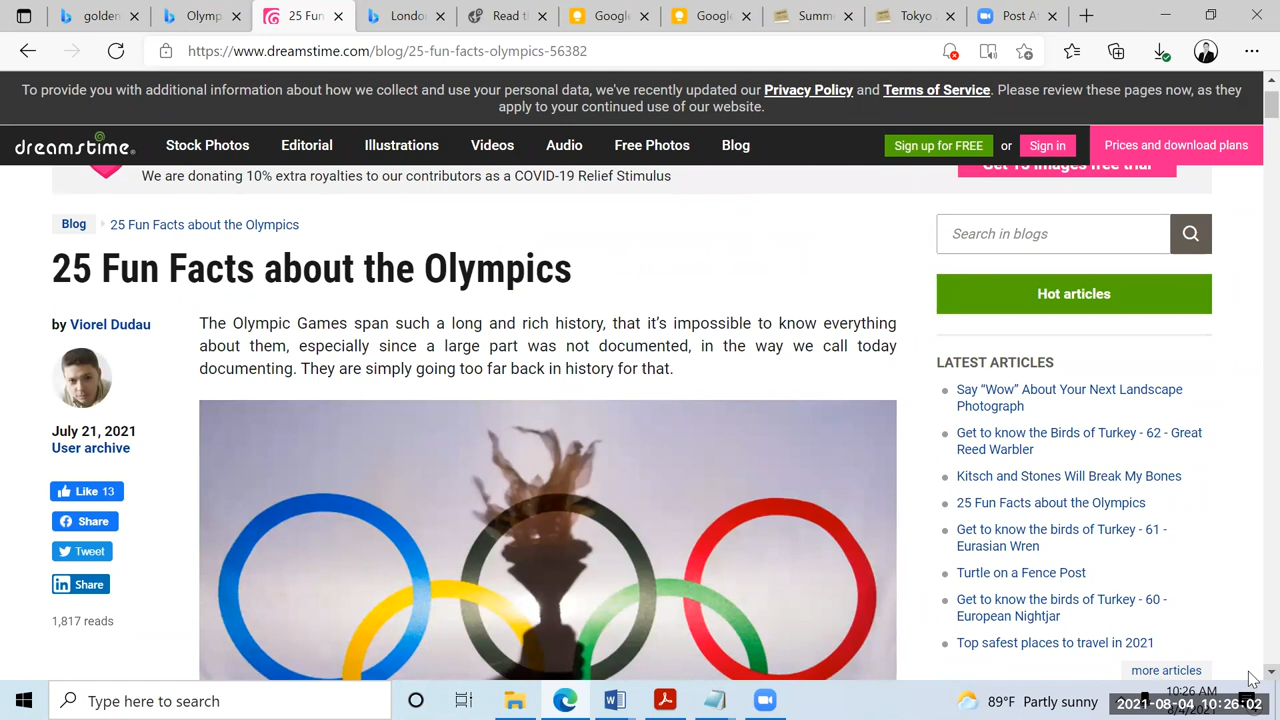 golden
Olymp
25 Fun
London
Read ti
Googl
Googl
Summ
Tokyo
Post A
https://www.dreamstime.com/blog/25-fun-facts-olympics-56382
To provide you with additional information about how we collect and use your personal data, we've recently updated our Privacy Policy and Terms of Service. Please review these pages now, as they
apply to your continued use of our website.
dreamstime
Stock Photos
Editorial
Illustrations
Videos
Audio
Free Photos
Blog
Sign up for FREE
or
Sign in
Prices and download plans
We are donating 10% extra royalties to our contributors as a COVID-19 Relief Stimulus
Blog
25 Fun Facts about the Olympics
Search in blogs
25 Fun Facts about the Olympics
Hot articles
by Viorel Dudau
The Olympic Games span such a long and rich history, that it's impossible to know everything
about them, especially since a large part was not documented, in the way we call today
documenting. They are simply going too far back in history for that.
July 21, 2021
User archive
Like 13
Share
Tweet
in Share
1,817 reads
LATEST ARTICLES
Say “Wow” About Your Next Landscape
Photograph
Get to know the Birds of Turkey - 62 - Great
Reed Warbler
Kitsch and Stones Will Break My Bones
25 Fun Facts about the Olympics
Get to know the birds of Turkey - 61 -
Eurasian Wren
Turtle on a Fence Post
Get to know the birds of Turkey - 60 -
European Nightjar
Top safest places to travel in 2021
more articles
Type here to search
89°F Partly sunny
10:26 AM
2021-08-04 10:26:02